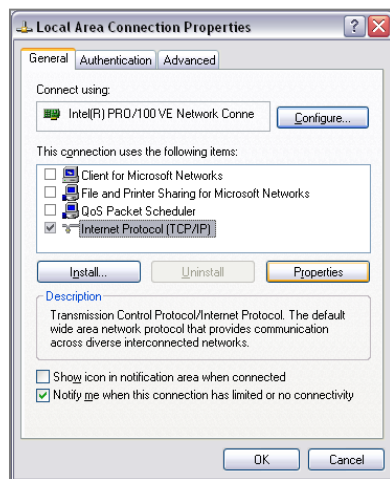 Local Area Connection Properties
General Authentication Advanced
Connect using:
Intel(R) PRO/100 VE Network Conne
Configure...
This connection uses the following items:
Client for Microsoft Networks
File and Printer Sharing for Microsoft Networks
QoS Packet Scheduler
Internet Protocol (TCP/IP)
Install... Uninstall Properties
Description
Transmission Control Protocol/Internet Protocol. The default
wide area network protocol that provides communication
across diverse interconnected networks.
Show icon in notification area when connected
Notify me when this connection has limited or no connectivity
OK Cancel